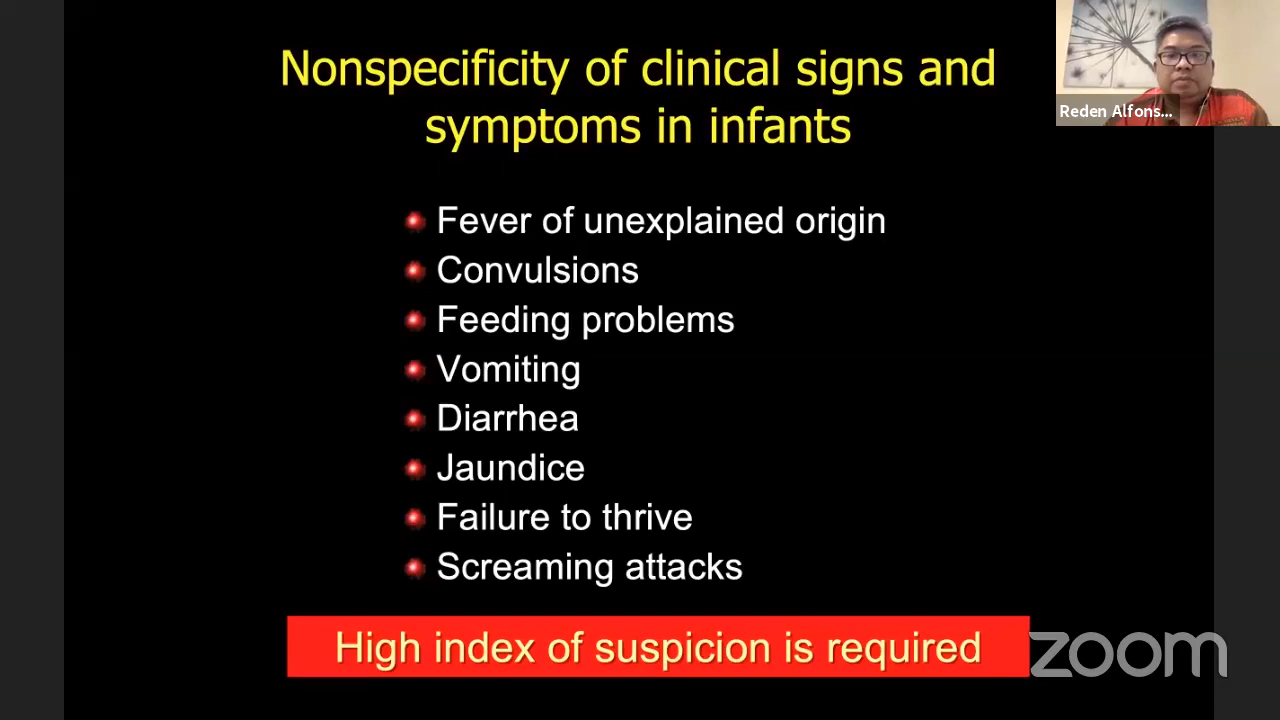 Nonspecificity of clinical signs and
symptoms in infants
Reden Alfons...
Fever of unexplained origin
Convulsions
Feeding problems
Vomiting
Diarrhea
Jaundice
Failure to thrive
Screaming attacks
High index of suspicion is required
zoom